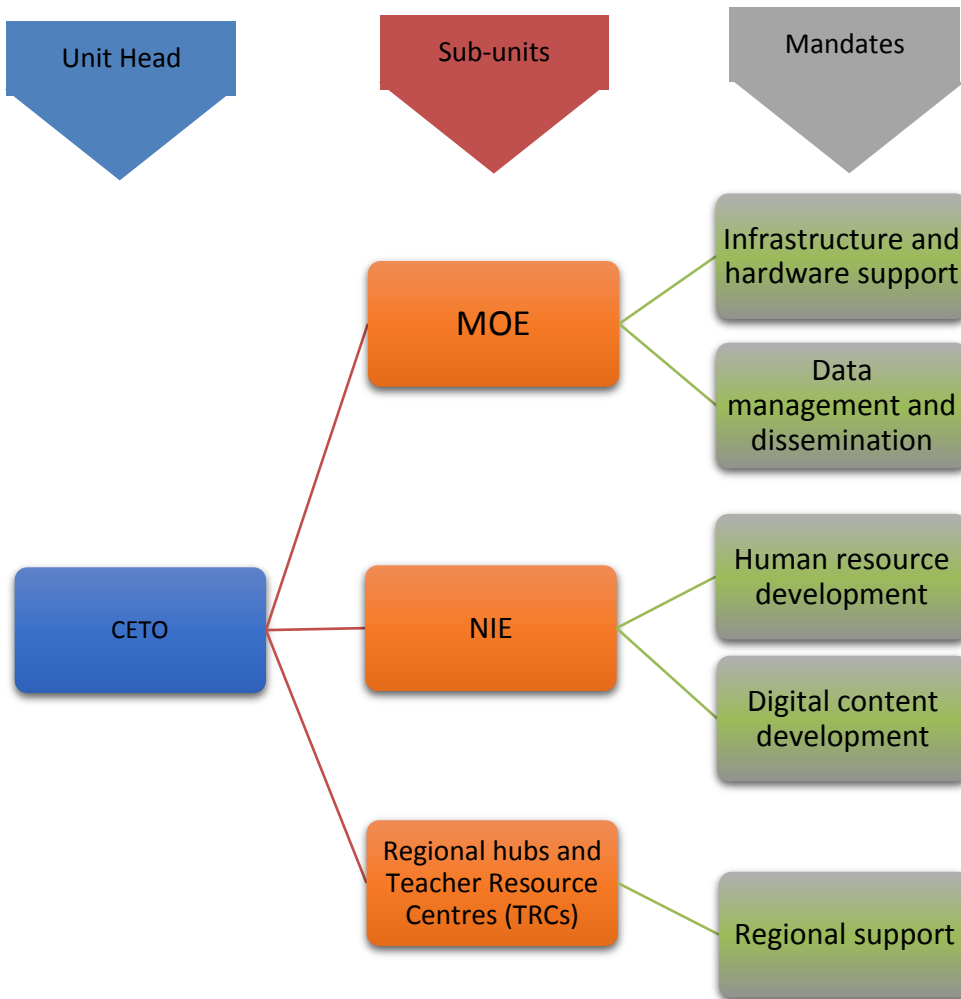 Unit Head
Sub-units
Mandates
Infrastructure and
hardware support
MOE
Data
management and
dissemination
Human resource
development
CETO
NIE
Digital content
development
Regional hubs and
Teacher Resource
Centres (TRCs)
Regional support